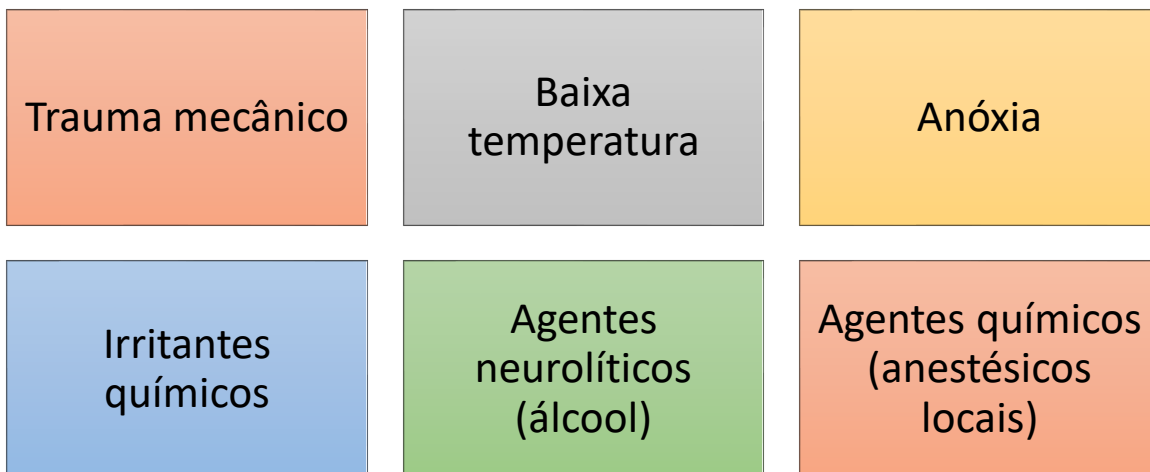 Trauma mecânico
Baixa
temperatura
Anóxia
Irritantes
químicos
Agentes
neurolíticos
(álcool)
Agentes químicos
(anestésicos
locais)